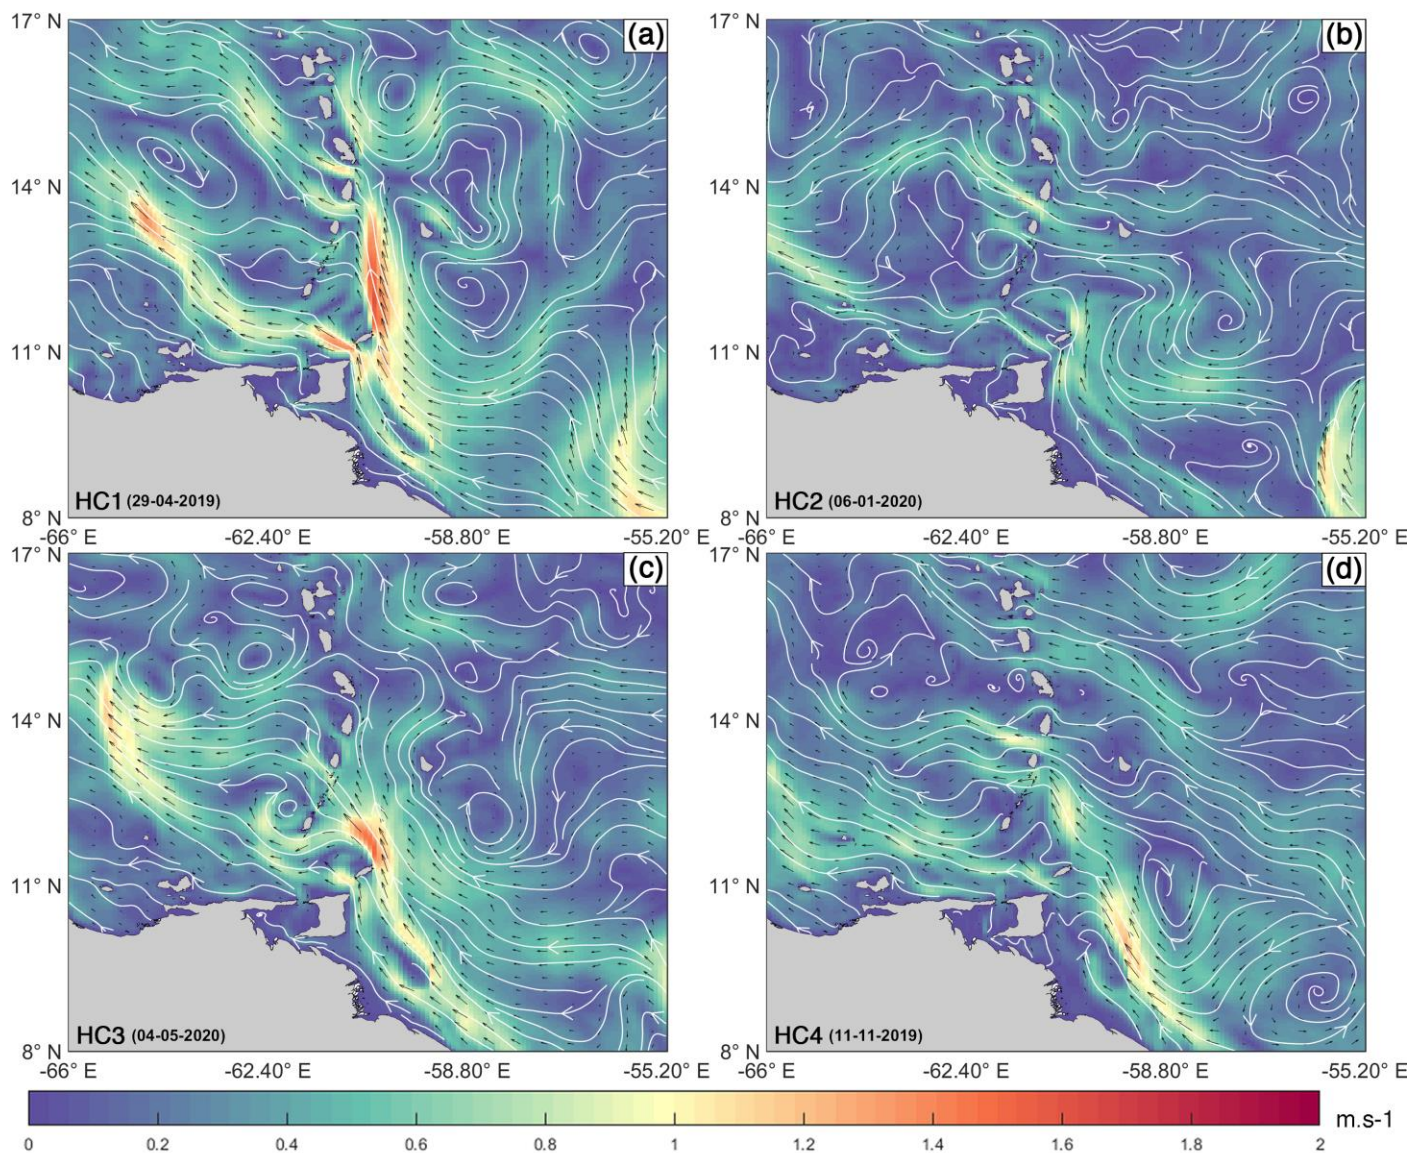 17° N (a) (b)
14° N 14° N
11° N 11° N
HC1 (29-04-2019) HC2 (06-01-2020)
8° N 8° N
-66° E -62.40° E -58.80° E -55.20° E -66° E -62.40° E -58.80° E -55.20° E
17° N (c) 17° N (d)
14° N 14° N
11° N 11° N
HC3 (04-05-2020) HC4 (11-11-2019)
8° N 8° N
-66° E -62.40° E -58.80° E -55.20° E -66° E -62.40° E -58.80° E -55.20° E
m.s-1
0 0.2 0.4 0.6 0.8 1 1.2 1.4 1.6 1.8 2